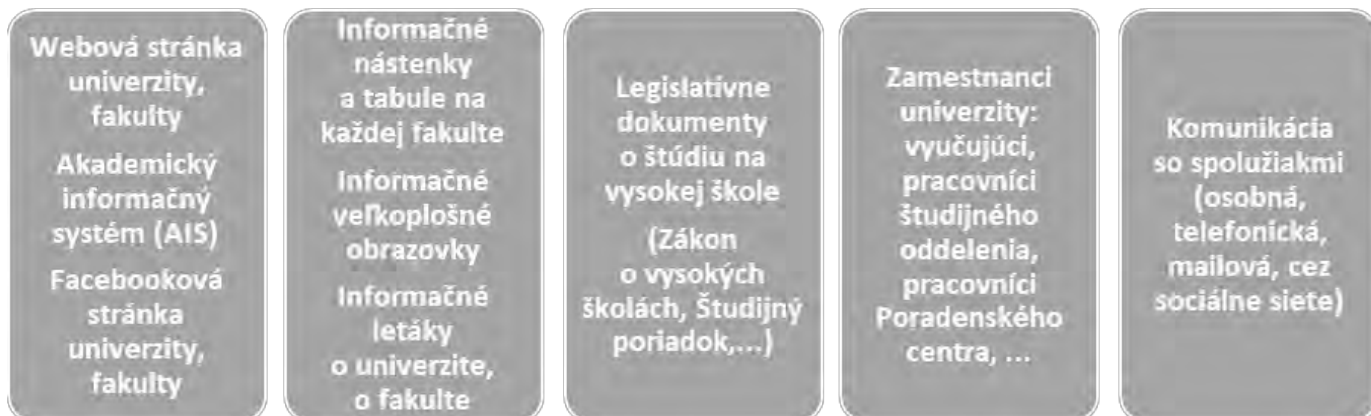 Webová stránka
univerzity,
fakulty
Akademický
informačný
systém (AIS)
Facebooková
stránka
univerzity,
fakulty
Informačné
nástenky
a tabule na
každej fakulte
Informačné
veľkoplošné
obrazovky
Informačné
letáky
o univerzite,
o fakulte
Legislatívne
dokumenty
o štúdiu na
vysokej škole
(Zákon
o vysokých
školách, Študijný
poriadok,...)
Zamestnanci
univerzity:
vyučujúci,
pracovníci
študijného
oddelenia,
pracovníci
Poradenského
centra, ...
Komunikácia
so spolužiakmi
(osobná,
telefonická,
mailová, cez
sociálne siete)